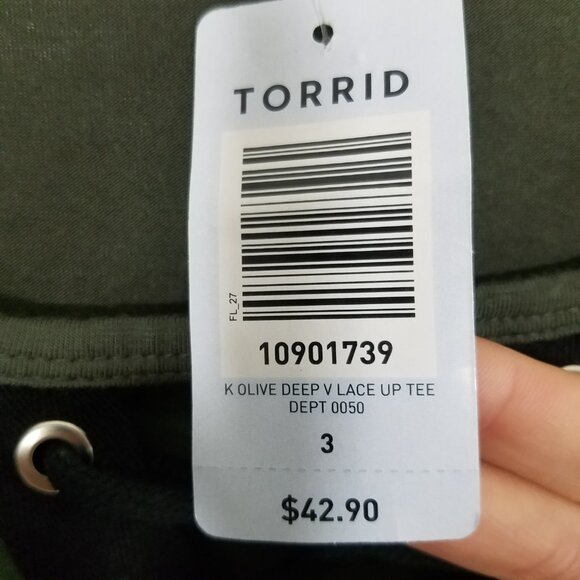 TORRID
FL_27
10901739
K OLIVE DEEP V LACE UP TEE
DEPT 0050
3
$42.90